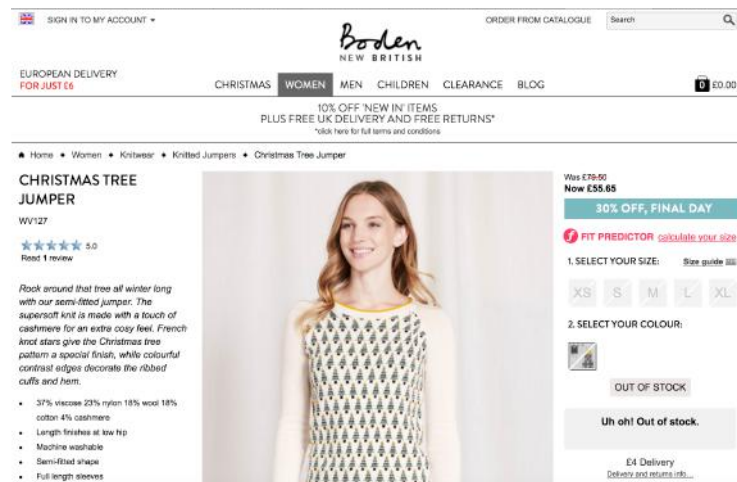 SIGN IN TO MY ACCOUNT
ORDER FROM CATALOGUE
Search
Boden
NEW BRITISH
EUROPEAN DELIVERY
FOR JUST £6
CHRISTMAS WOMEN MEN CHILDREN CLEARANCE BLOG
0 £0.00
10% OFF 'NEW IN' ITEMS
PLUS FREE UK DELIVERY AND FREE RETURNS*
*click here for full terms and conditions
Home Women Knitwear Knitted Jumpers Christmas Tree Jumper
CHRISTMAS TREE
JUMPER
WV127
5.0
Read 1 review
Rock around that tree all winter long
with our semi-fitted jumper. The
supersoft knit is made with a touch of
cashmere for an extra cosy feel. French
knot stars give the Christmas tree
pattern a special finish, while colourful
contrast edges decorate the ribbed
cuffs and hem.
37% viscose 23% nylon 18% wool 18%
cotton 4% cashmere
Length finishes at low hip
Machine washable
Semi-fitted shape
Full length sleeves
Was £79.50
Now £55.65
30% OFF, FINAL DAY
FIT PREDICTOR calculate your size
1. SELECT YOUR SIZE: Size guide
XS S M L XL
2. SELECT YOUR COLOUR:
OUT OF STOCK
Uh oh! Out of stock.
£4 Delivery
Delivery and returns info...